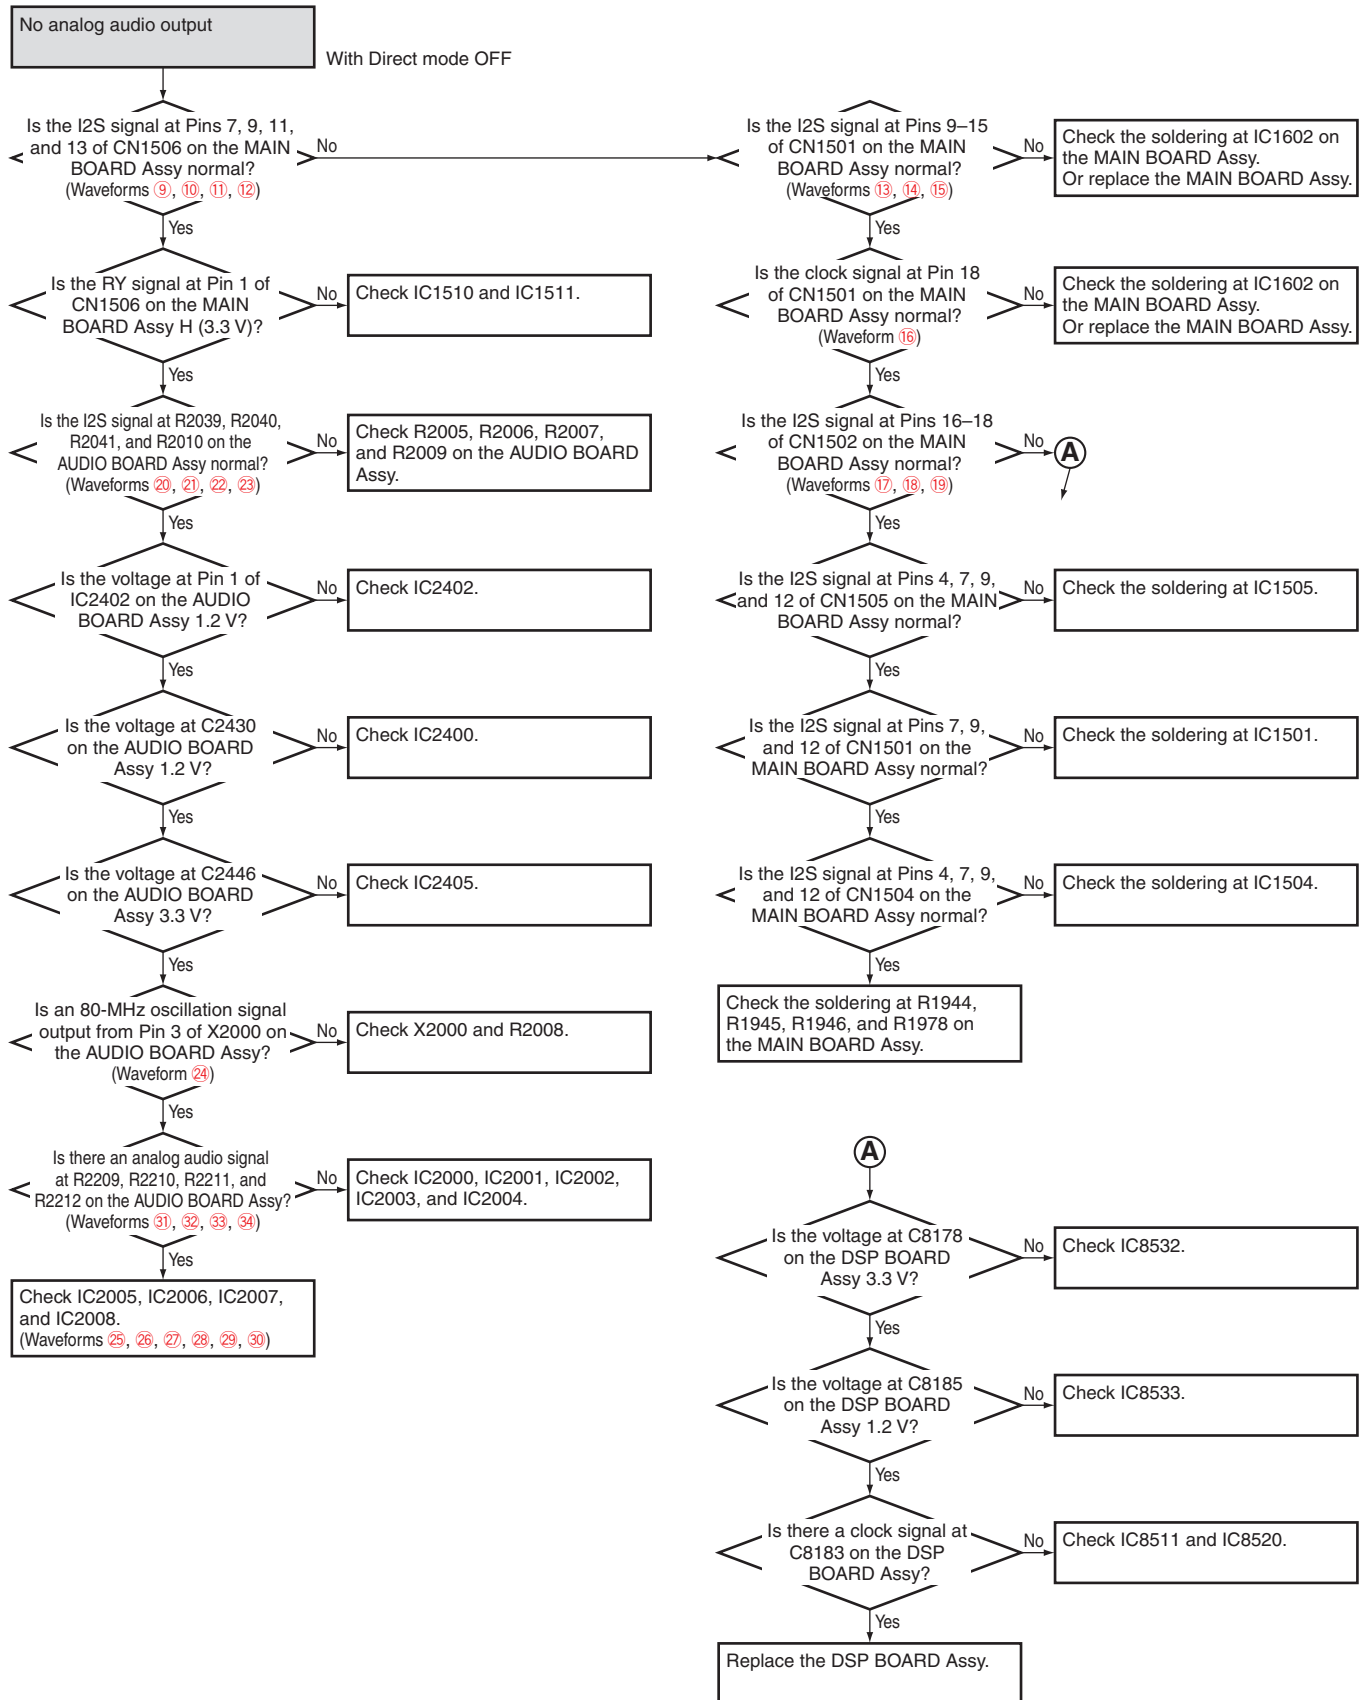 No analog audio output
With Direct mode OFF
Is the I2S signal at Pins 7, 9, 11,
and 13 of CN1506 on the MAIN
BOARD Assy normal?
(Waveforms ⑨, ⑩, ⑪, ⑫)
No
Yes
Is the RY signal at Pin 1 of
CN1506 on the MAIN
BOARD Assy H (3.3 V)?
No
Check IC1510 and IC1511.
Yes
Is the I2S signal at R2039, R2040,
R2041, and R2010 on the
AUDIO BOARD Assy normal?
(Waveforms ⑳, ㉑, ㉒, ㉓)
No
Check R2005, R2006, R2007,
and R2009 on the AUDIO BOARD
Assy.
Yes
Is the voltage at Pin 1 of
IC2402 on the AUDIO
BOARD Assy 1.2 V?
No
Check IC2402.
Yes
Is the voltage at C2430
on the AUDIO BOARD
Assy 1.2 V?
No
Check IC2400.
Yes
Is the voltage at C2446
on the AUDIO BOARD
Assy 3.3 V?
No
Check IC2405.
Yes
Is an 80-MHz oscillation signal
output from Pin 3 of X2000 on
the AUDIO BOARD Assy?
(Waveform ㉔)
No
Check X2000 and R2008.
Yes
Is there an analog audio signal
at R2209, R2210, R2211, and
R2212 on the AUDIO BOARD Assy?
(Waveforms ㉛, ㉜, ㉝, ㉞)
No
Check IC2000, IC2001, IC2002,
IC2003, and IC2004.
Yes
Check IC2005, IC2006, IC2007,
and IC2008.
(Waveforms ㉕, ㉖, ㉗, ㉘, ㉙, ㉚)
Is the I2S signal at Pins 9–15
of CN1501 on the MAIN
BOARD Assy normal?
(Waveforms ⑬, ⑭, ⑮)
No
Check the soldering at IC1602 on
the MAIN BOARD Assy.
Or replace the MAIN BOARD Assy.
Yes
Is the clock signal at Pin 18
of CN1501 on the MAIN
BOARD Assy normal?
(Waveform ⑯)
No
Check the soldering at IC1602 on
the MAIN BOARD Assy.
Or replace the MAIN BOARD Assy.
Yes
Is the I2S signal at Pins 16–18
of CN1502 on the MAIN
BOARD Assy normal?
(Waveforms ⑰, ⑱, ⑲)
No
A
Yes
Is the I2S signal at Pins 4, 7, 9,
and 12 of CN1505 on the MAIN
BOARD Assy normal?
No
Check the soldering at IC1505.
Yes
Is the I2S signal at Pins 7, 9,
and 12 of CN1501 on the
MAIN BOARD Assy normal?
No
Check the soldering at IC1501.
Yes
Is the I2S signal at Pins 4, 7, 9,
and 12 of CN1504 on the
MAIN BOARD Assy normal?
No
Check the soldering at IC1504.
Yes
Check the soldering at R1944,
R1945, R1946, and R1978 on
the MAIN BOARD Assy.
A
Is the voltage at C8178
on the DSP BOARD
Assy 3.3 V?
No
Check IC8532.
Yes
Is the voltage at C8185
on the DSP BOARD
Assy 1.2 V?
No
Check IC8533.
Yes
Is there a clock signal at
C8183 on the DSP
BOARD Assy?
No
Check IC8511 and IC8520.
Yes
Replace the DSP BOARD Assy.